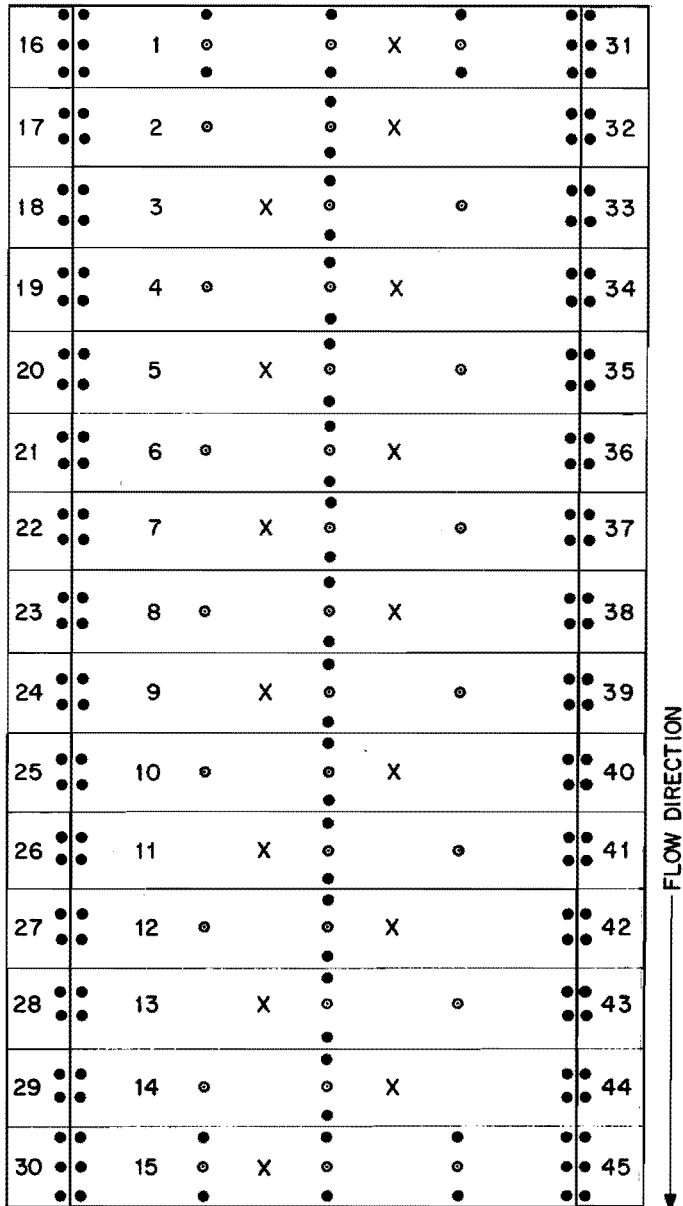 16 1 X 31
17 2 X 32
18 3 X 33
19 4 X 34
20 5 X 35
21 6 X 36
22 7 X 37
23 8 X 38
24 9 X 39
25 10 X 40
26 11 X 41
27 12 X 42
28 13 X 43
29 14 X 44
30 15 X 45
FLOW DIRECTION